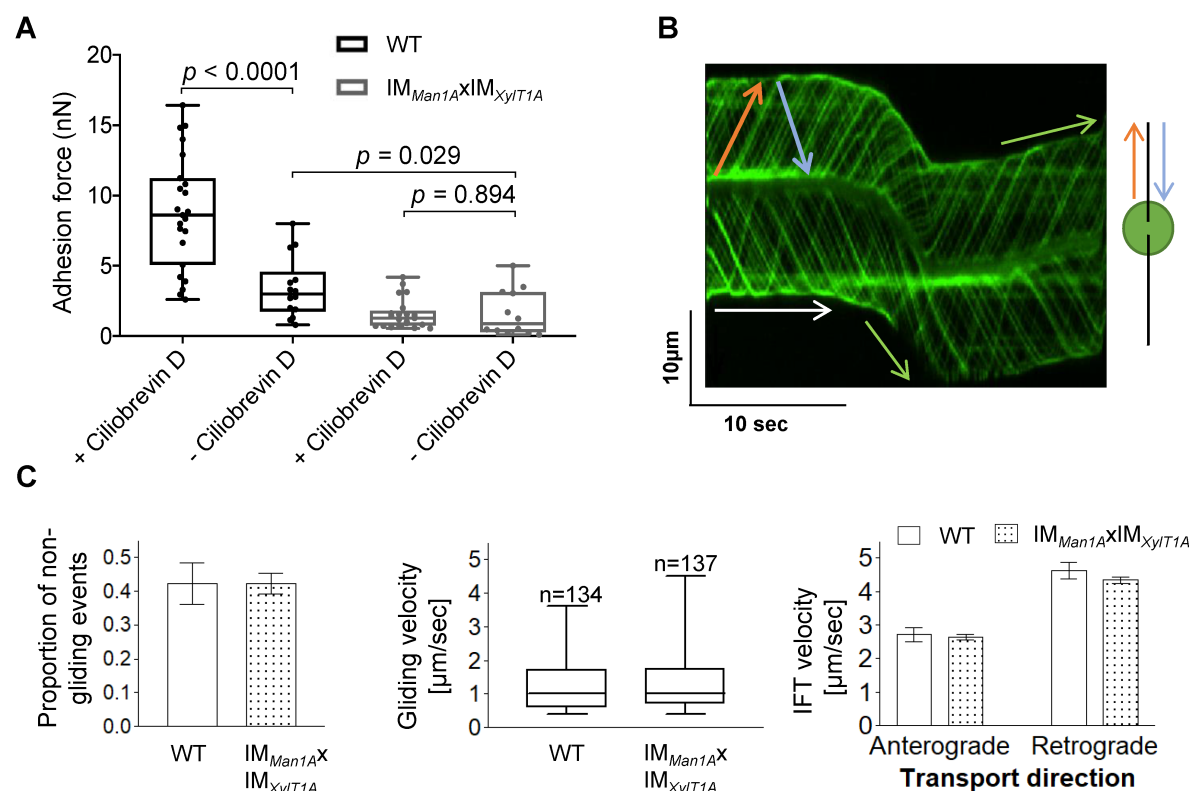 A
B
20
15
10
5
0
Adhesion force (nN)
WT
IMMan1AxIMXylT1A
p < 0.0001
p = 0.029
p = 0.894
+ Ciliobrevin D
- Ciliobrevin D
+ Ciliobrevin D
- Ciliobrevin D
10µm
10 sec
C
Proportion of non-
gliding events
0.5
0.4
0.3
0.2
0.1
0.0
WT
IMMan1Ax
IMXylT1A
Gliding velocity
[µm/sec]
5
4
3
2
1
0
n=134
n=137
WT
IMMan1Ax
IMXylT1A
WT
IMMan1AxIMXylT1A
IFT velocity
[µm/sec]
5
4
3
2
1
0
Anterograde
Retrograde
Transport direction